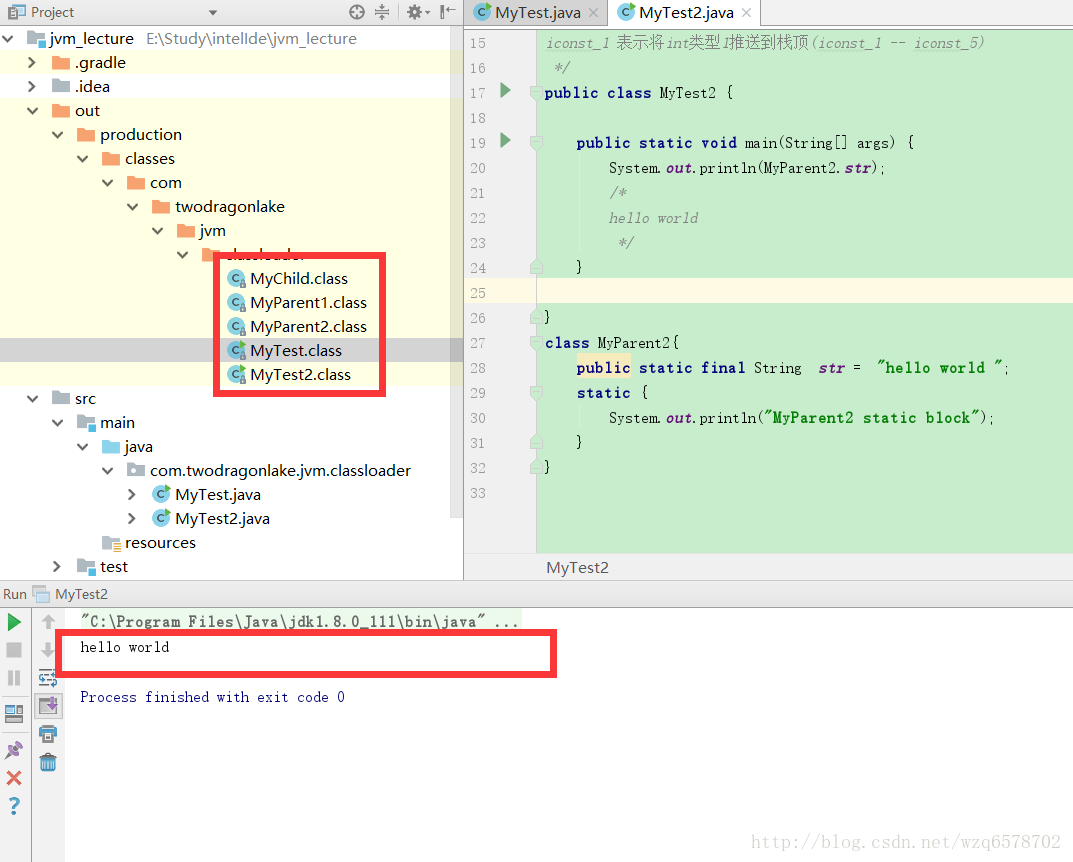 Project
jvm_lecture E:\Study\intelIde\jvm_lecture
.gradle
.idea
out
production
classes
com
twodragonlake
jvm
MyChild.class
MyParent1.class
MyParent2.class
MyTest.class
MyTest2.class
src
main
java
com.twodragonlake.jvm.classloader
MyTest.java
MyTest2.java
resources
test
MyTest.java MyTest2.java
15 iconst_1 表示将int类型1推送到栈顶(iconst_1 -- iconst_5)
16 */
17 public class MyTest2 {
18
19 public static void main(String[] args) {
20 System.out.println(MyParent2.str);
21 /*
22 hello world
23 */
24 }
25
26 }
27 class MyParent2{
28 public static final String str = "hello world ";
29 static {
30 System.out.println("MyParent2 static block");
31 }
32 }
33
MyTest2
Run MyTest2
"C:\Program Files\Java\jdk1.8.0_111\bin\java" ...
hello world
Process finished with exit code 0
http://blog.csdn.net/wzq6578702